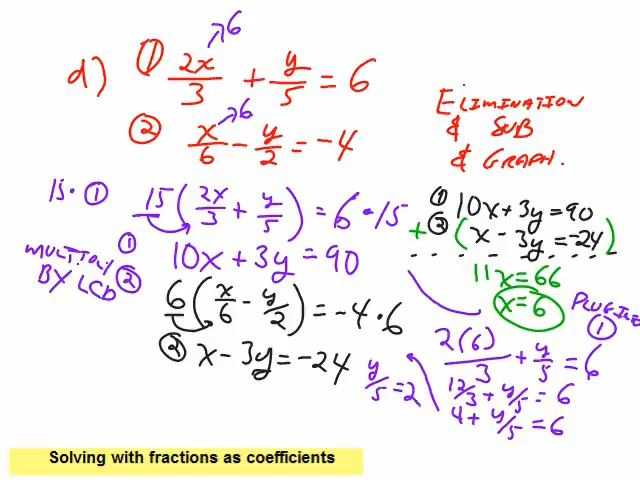 d) ① 2x/3 + y/5 = 6
→6
② x/6 - y/2 = -4
→6
ELIMINATION
& SUB
& GRAPH.
15·① 15(2x/3 + y/5) = 6·15
MULTIPLY ① ② BY LCD
10x + 3y = 90
6(x/6 - y/2) = -4·6
② x - 3y = -24
① 10x + 3y = 90
② + (x - 3y = -24)
11x = 66
x = 6
①
2(6)/3 + y/5 = 6
12/3 + y/5 = 6
4 + y/5 = 6
y/5 = 2
Solving with fractions as coefficients